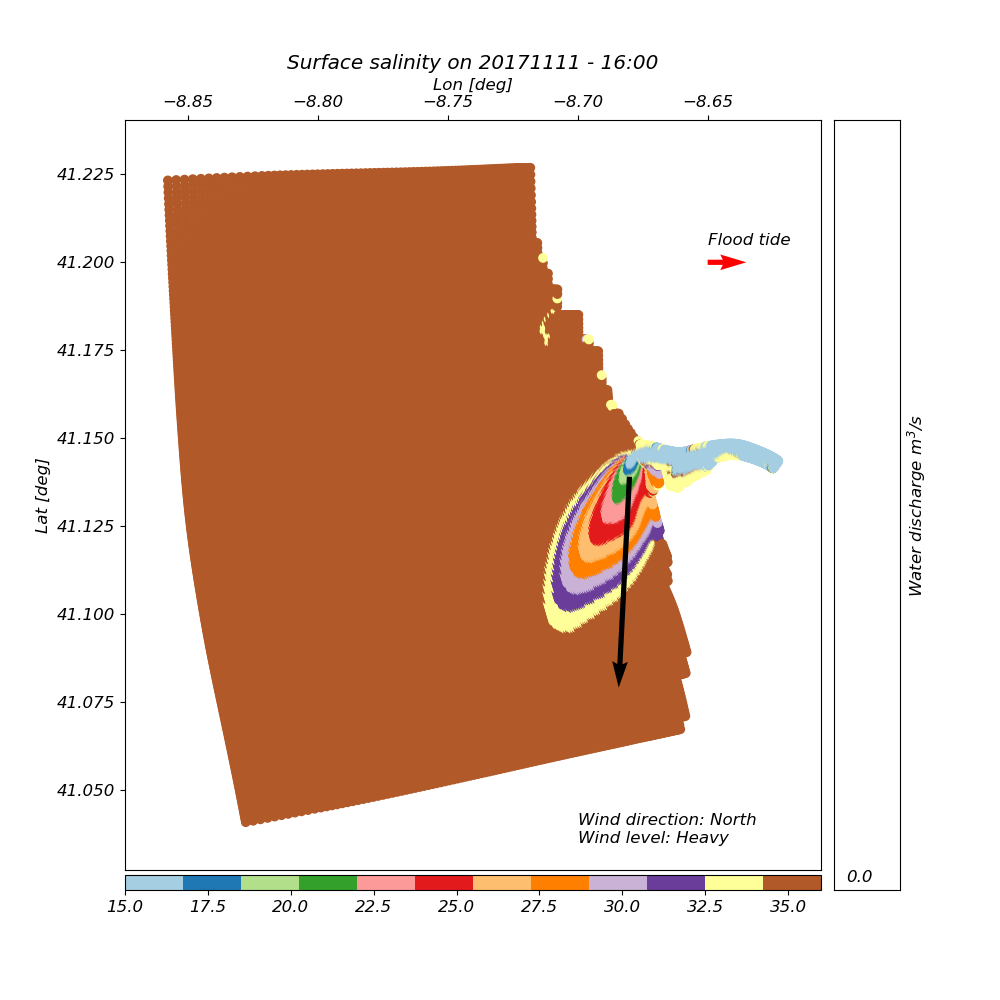 Surface salinity on 20171111 - 16:00
Lon [deg]
−8.85 −8.80 −8.75 −8.70 −8.65
41.225
41.200
41.175
41.150
41.125
41.100
41.075
41.050
Lat [deg]
Flood tide
Wind direction: North
Wind level: Heavy
15.0 17.5 20.0 22.5 25.0 27.5 30.0 32.5 35.0
0.0
Water discharge m³/s